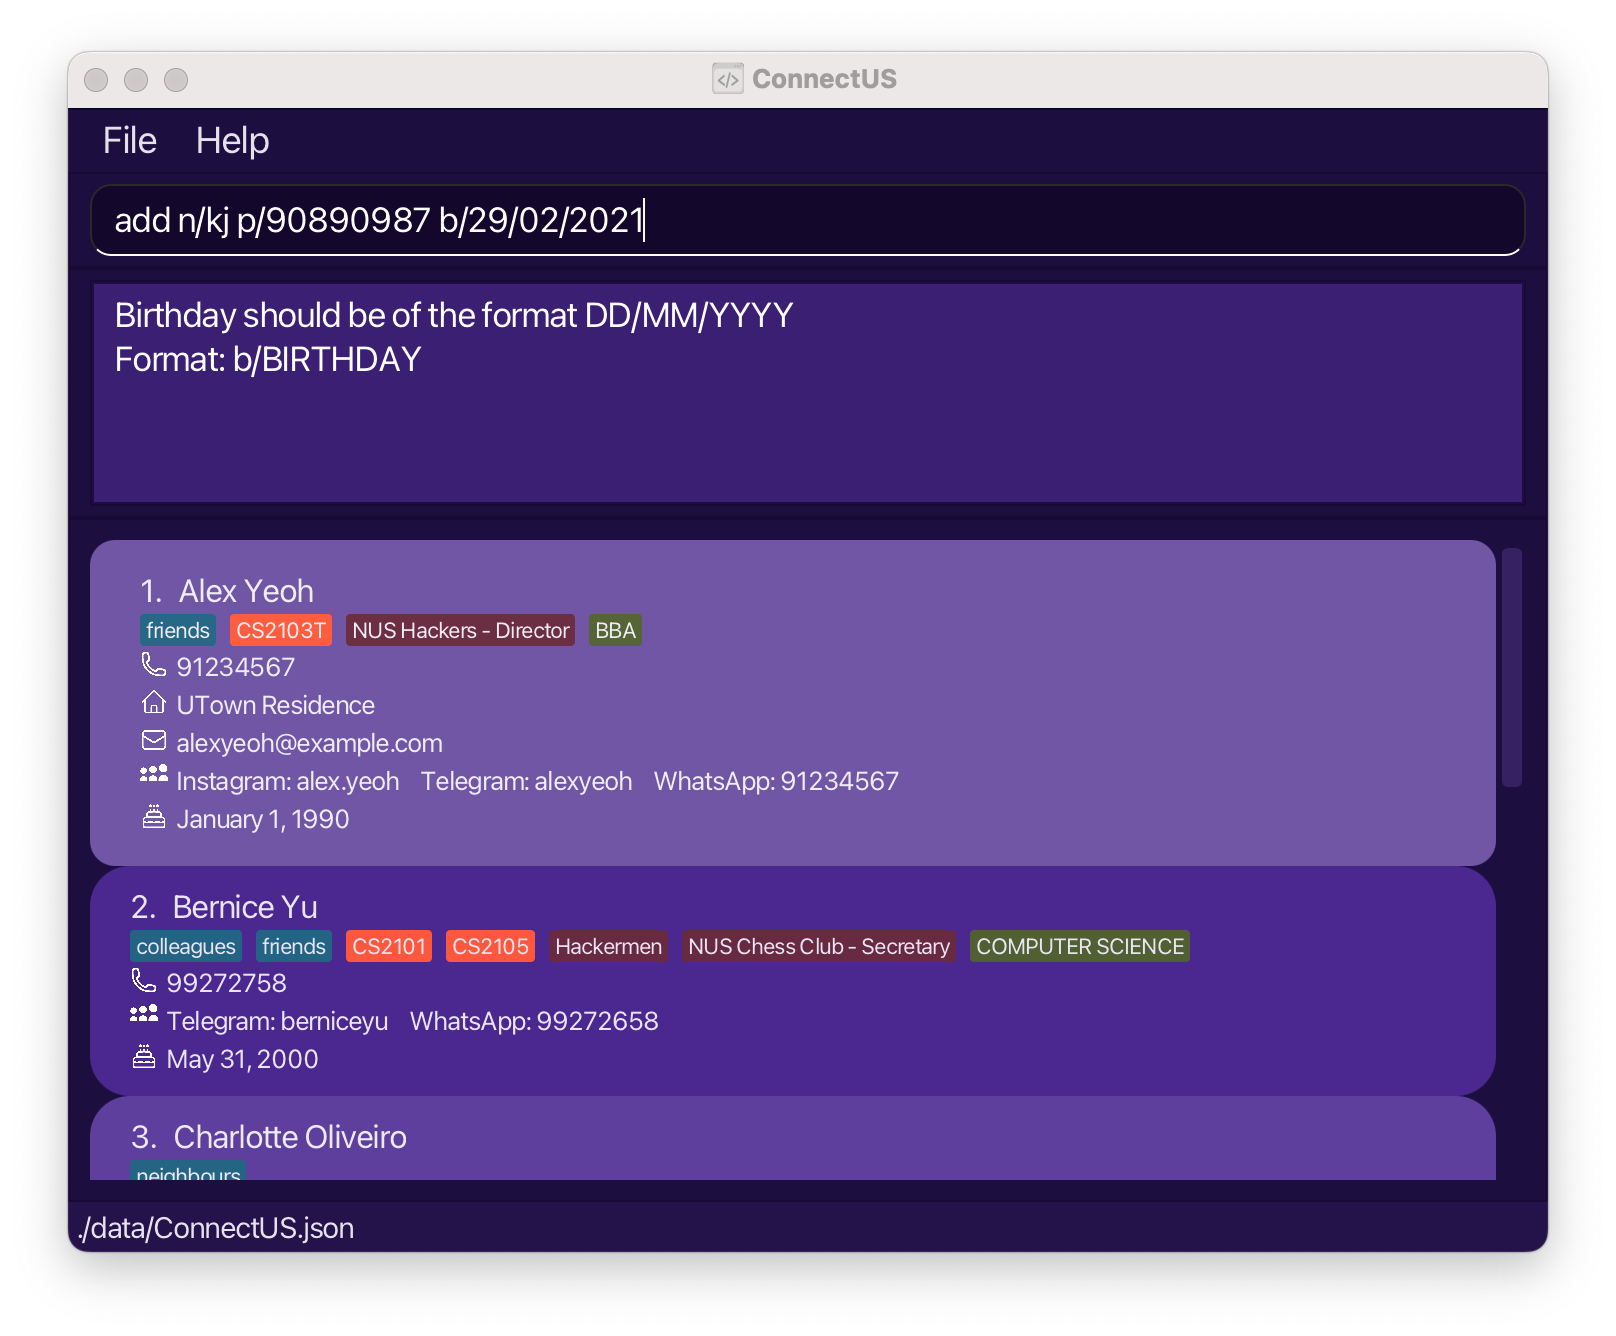 ConnectUS
File Help
add n/kj p/90890987 b/29/02/2021
Birthday should be of the format DD/MM/YYYY
Format: b/BIRTHDAY
1. Alex Yeoh
friends CS2103T NUS Hackers - Director BBA
91234567
UTown Residence
alexyeoh@example.com
Instagram: alex.yeoh Telegram: alexyeoh WhatsApp: 91234567
January 1, 1990
2. Bernice Yu
colleagues friends CS2101 CS2105 Hackermen NUS Chess Club - Secretary COMPUTER SCIENCE
99272758
Telegram: berniceyu WhatsApp: 99272658
May 31, 2000
3. Charlotte Oliveiro
neighbours
./data/ConnectUS.json